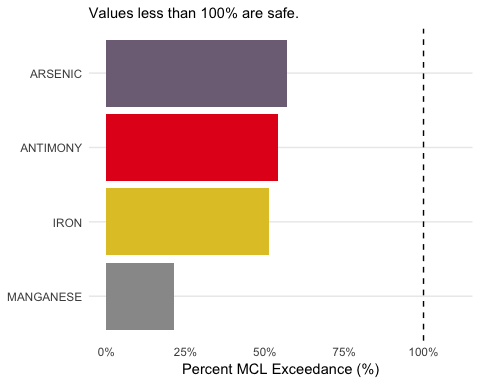 Values less than 100% are safe.
ARSENIC
ANTIMONY
IRON
MANGANESE
0% 25% 50% 75% 100%
Percent MCL Exceedance (%)